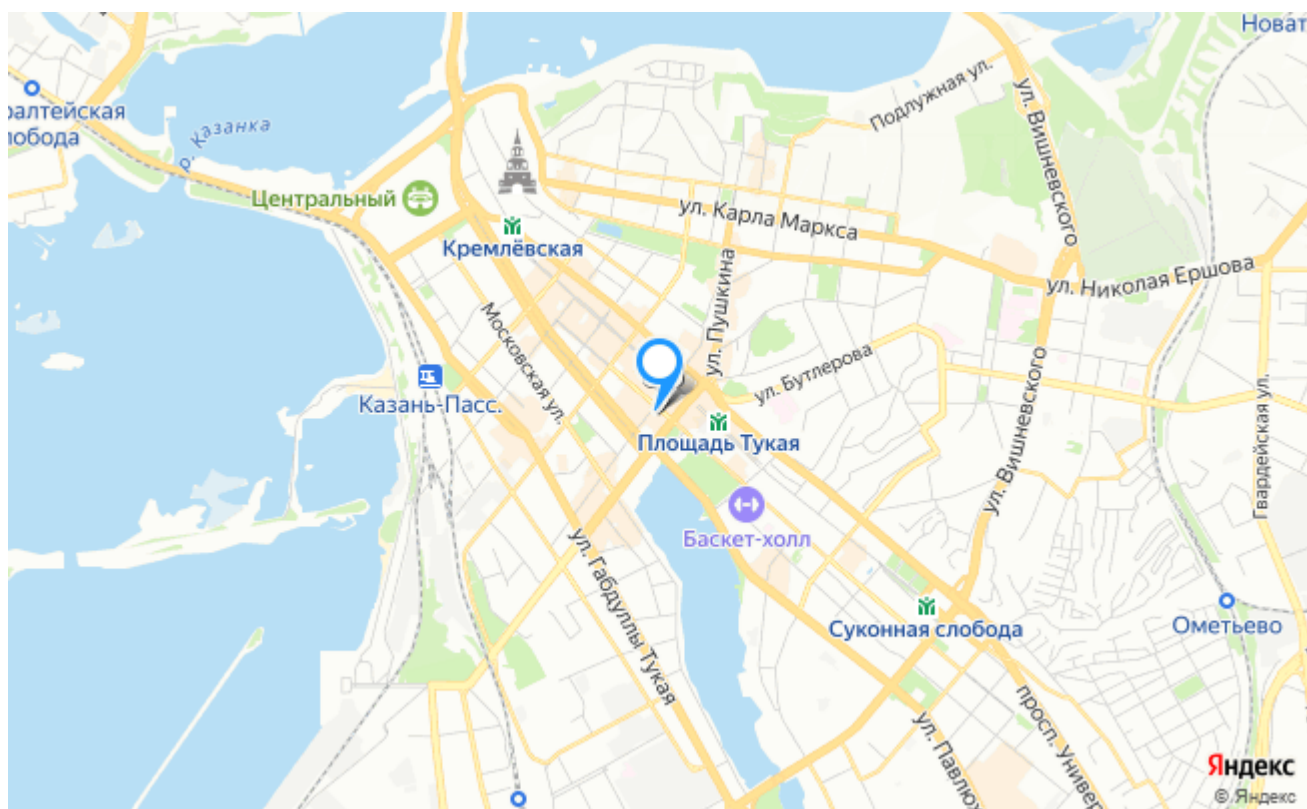 Новат
ралтейская
лобода
р. Казанка
Подлужная ул.
ул. Вишневского
Центральный
ул. Карла Маркса
Кремлёвская
ул. Николая Ершова
ул. Пушкина
Московская ул.
ул. Бутлерова
Казань-Пасс.
Площадь Тукая
ул. Вишневского
Гвардейская ул.
Баскет-холл
ул. Габдуллы Тукая
Суконная слобода
Ометьево
просп. Универ
ул. Павлюх
Яндекс
© Яндекс